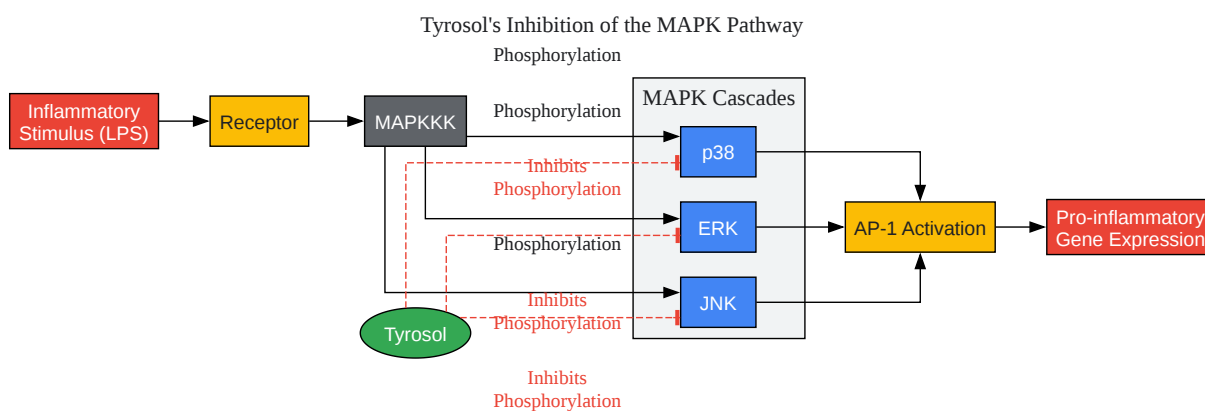 Tyrosol's Inhibition of the MAPK Pathway
Phosphorylation
Inflammatory
Stimulus (LPS)
Receptor
MAPKKK
Phosphorylation
MAPK Cascades
p38
Inhibits
Phosphorylation
ERK
Phosphorylation
AP-1 Activation
Pro-inflammatory
Gene Expression
JNK
Inhibits
Phosphorylation
Tyrosol
Inhibits
Phosphorylation